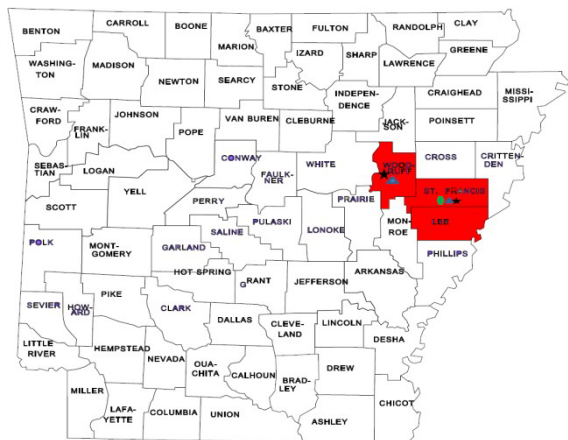 BENTON
CARROLL
BOONE
BAXTER
FULTON
RANDOLPH
CLAY
MARION
IZARD
SHARP
GREENE
WASHING-
TON
MADISON
NEWTON
SEARCY
STONE
LAWRENCE
INDEPEN-
DENCE
CRAIGHEAD
MISSI-
SSIPPI
CRAW-
FORD
FRANK-
LIN
JOHNSON
POPE
VAN BUREN
CLEBURNE
JACK-
SON
POINSETT
SEBAS-
TIAN
LOGAN
CONWAY
FAULK-
NER
WHITE
WOOD-
RUFF
CROSS
CRITTEN-
DEN
SCOTT
YELL
PERRY
PULASKI
PRAIRIE
ST. FRANCIS
LEE
POLK
MONT-
GOMERY
GARLAND
SALINE
LONOKE
MON-
ROE
PHILLIPS
HOT SPRING
GRANT
JEFFERSON
ARKANSAS
SEVIER
HOW-
ARD
PIKE
CLARK
DALLAS
CLEVE-
LAND
LINCOLN
DESHA
LITTLE
RIVER
HEMPSTEAD
NEVADA
OUA-
CHITA
CALHOUN
BRAD-
LEY
DREW
MILLER
LAFA-
YETTE
COLUMBIA
UNION
ASHLEY
CHICOT